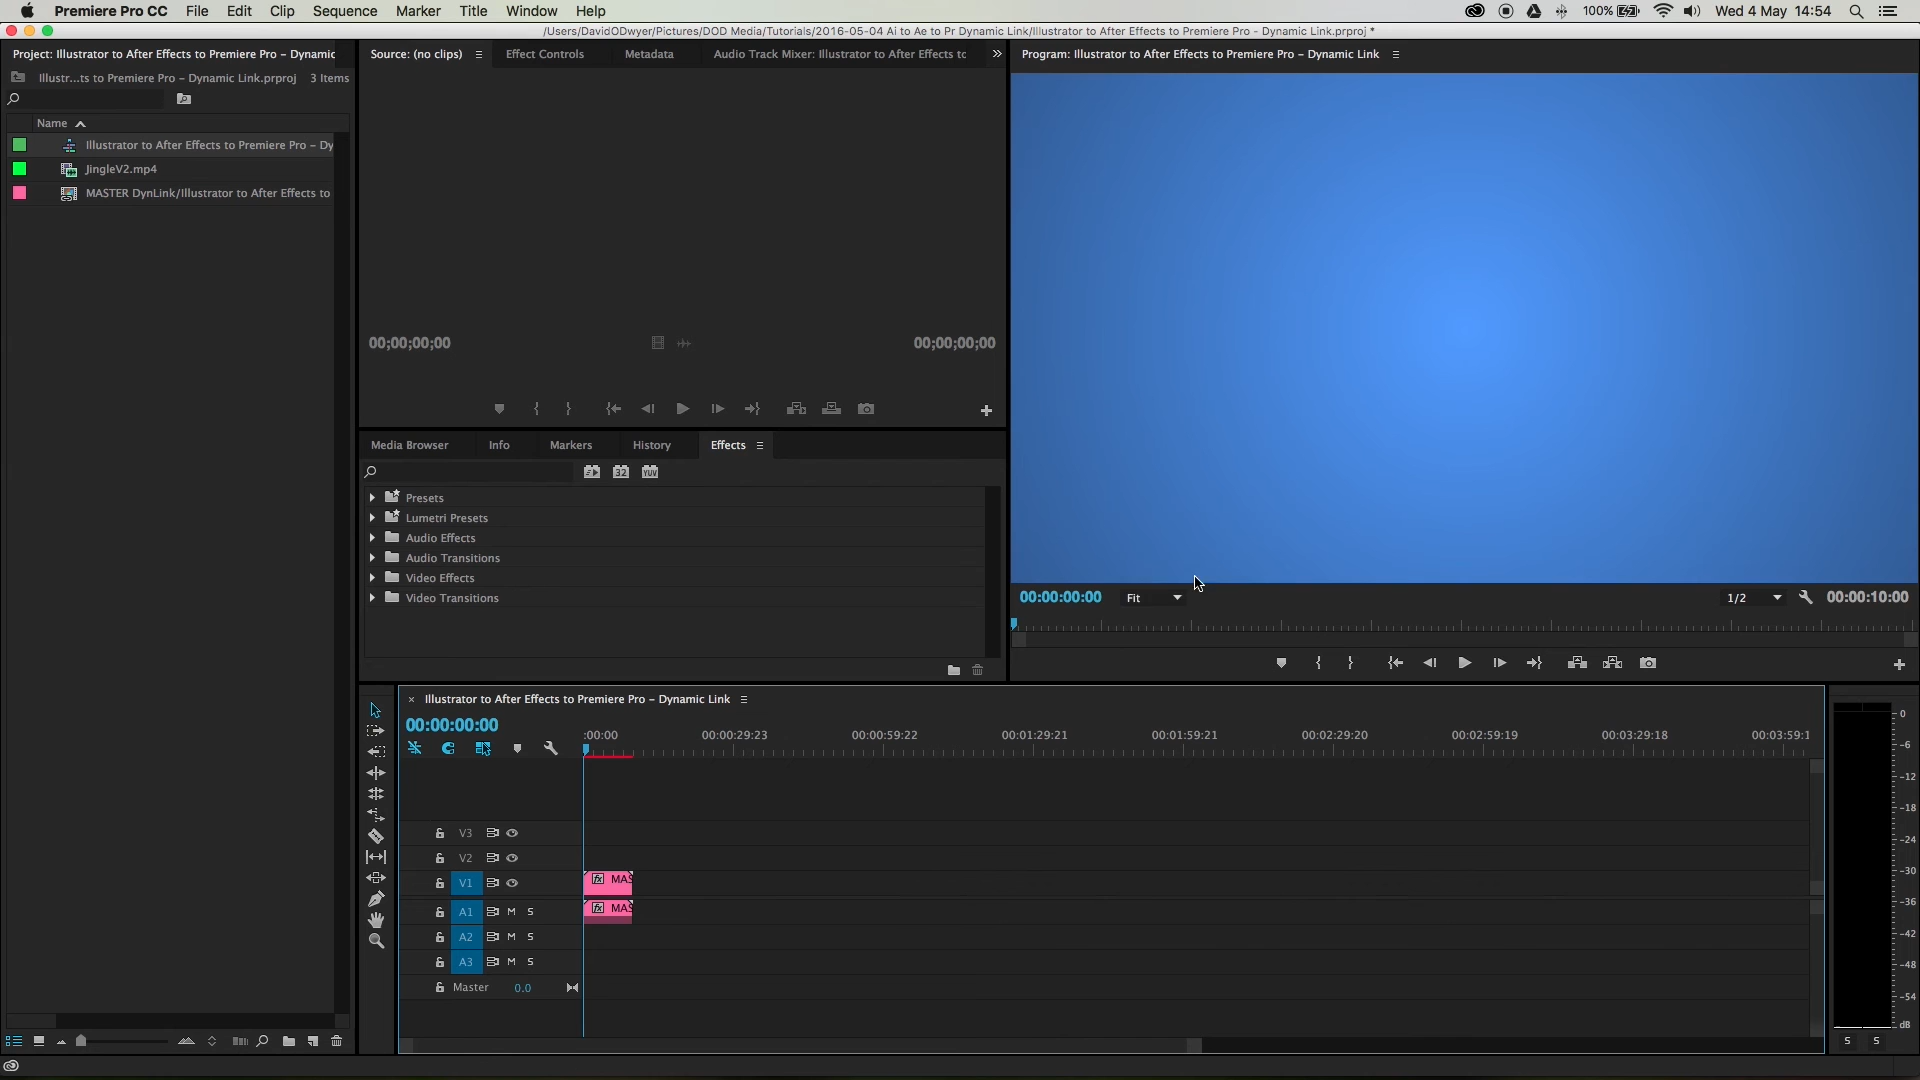 Premiere Pro CC File Edit Clip Sequence Marker Title Window Help 100% Wed 4 May 14:54
/Users/DavidODwyer/Pictures/DOD Media/Tutorials/2016-05-04 Ai to Ae to Pr Dynamic Link/Illustrator to After Effects to Premiere Pro - Dynamic Link.prproj *
Project: Illustrator to After Effects to Premiere Pro – Dynamic
Illustr...ts to Premiere Pro – Dynamic Link.prproj 3 Items
Name
Illustrator to After Effects to Premiere Pro – Dy
JingleV2.mp4
MASTER DynLink/Illustrator to After Effects to
Source: (no clips) Effect Controls Metadata Audio Track Mixer: Illustrator to After Effects to
00;00;00;00 00;00;00;00
Media Browser Info Markers History Effects
32 YUV
Presets
Lumetri Presets
Audio Effects
Audio Transitions
Video Effects
Video Transitions
Program: Illustrator to After Effects to Premiere Pro – Dynamic Link
00:00:00:00 Fit 1/2 00:00:10:00
× Illustrator to After Effects to Premiere Pro – Dynamic Link
00:00:00:00
:00:00 00:00:29:23 00:00:59:22 00:01:29:21 00:01:59:21 00:02:29:20 00:02:59:19 00:03:29:18 00:03:59:1
V3
V2
V1 fx MAS
A1 M S fx MAS
A2 M S
A3 M S
Master 0.0
0
-6
-12
-18
-24
-30
-36
-42
-48
-54
dB
S S